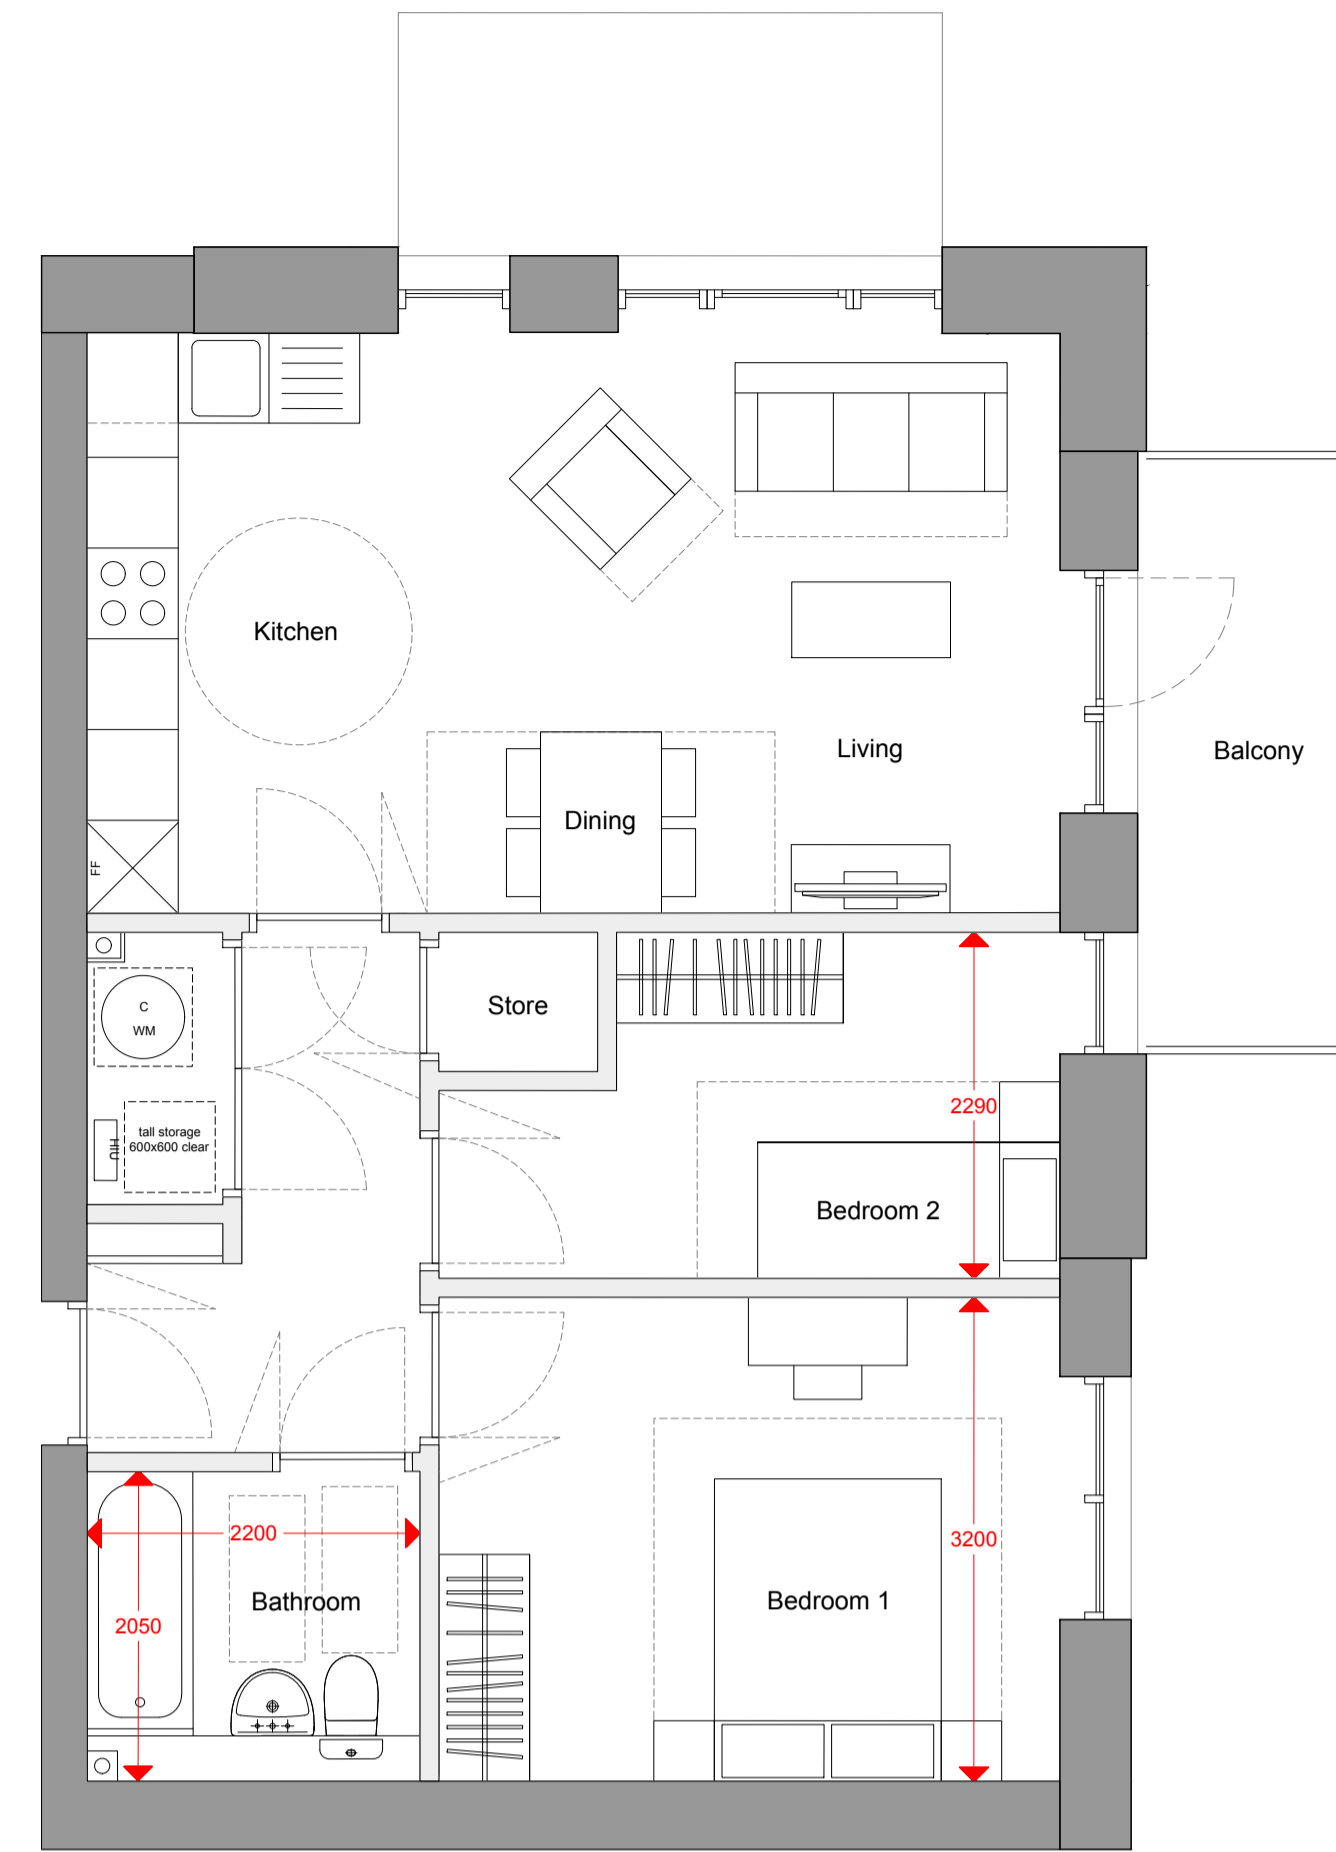 Kitchen
Living
Balcony
Dining
FF
Store
C
WM
tall storage
600x600 clear
HIU
2290
Bedroom 2
2200
3200
Bathroom
Bedroom 1
2050